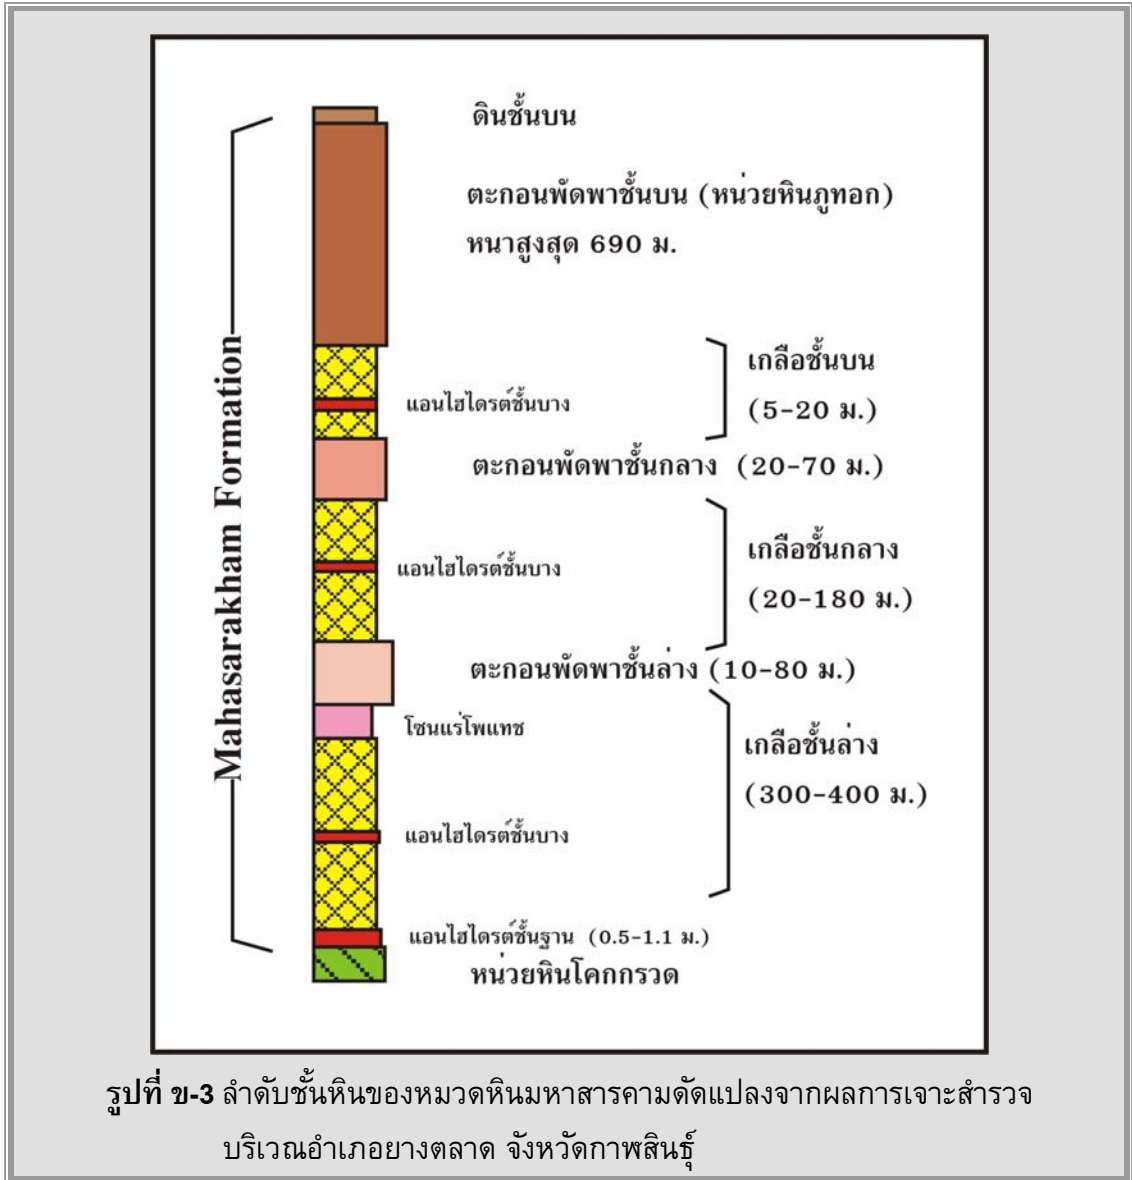 ดินชั้นบน
ตะกอนพัดพาชั้นบน (หน่วยหินภูทอก)
หนาสูงสุด 690 ม.
เกลือชั้นบน
(5-20 ม.)
แอนไฮไดรต์ชั้นบาง
ตะกอนพัดพาชั้นกลาง (20-70 ม.)
Mahasarakham Formation
เกลือชั้นกลาง
(20-180 ม.)
แอนไฮไดรต์ชั้นบาง
ตะกอนพัดพาชั้นล่าง (10-80 ม.)
โซนแร่โพแทช
เกลือชั้นล่าง
(300-400 ม.)
แอนไฮไดรต์ชั้นบาง
แอนไฮไดรต์ชั้นฐาน (0.5-1.1 ม.)
หน่วยหินโคกกรวด
รูปที่ ข-3 ลำดับชั้นหินของหมวดหินมหาสารคามดัดแปลงจากผลการเจาะสำรวจ
บริเวณอำเภอยางตลาด จังหวัดกาฬสินธุ์